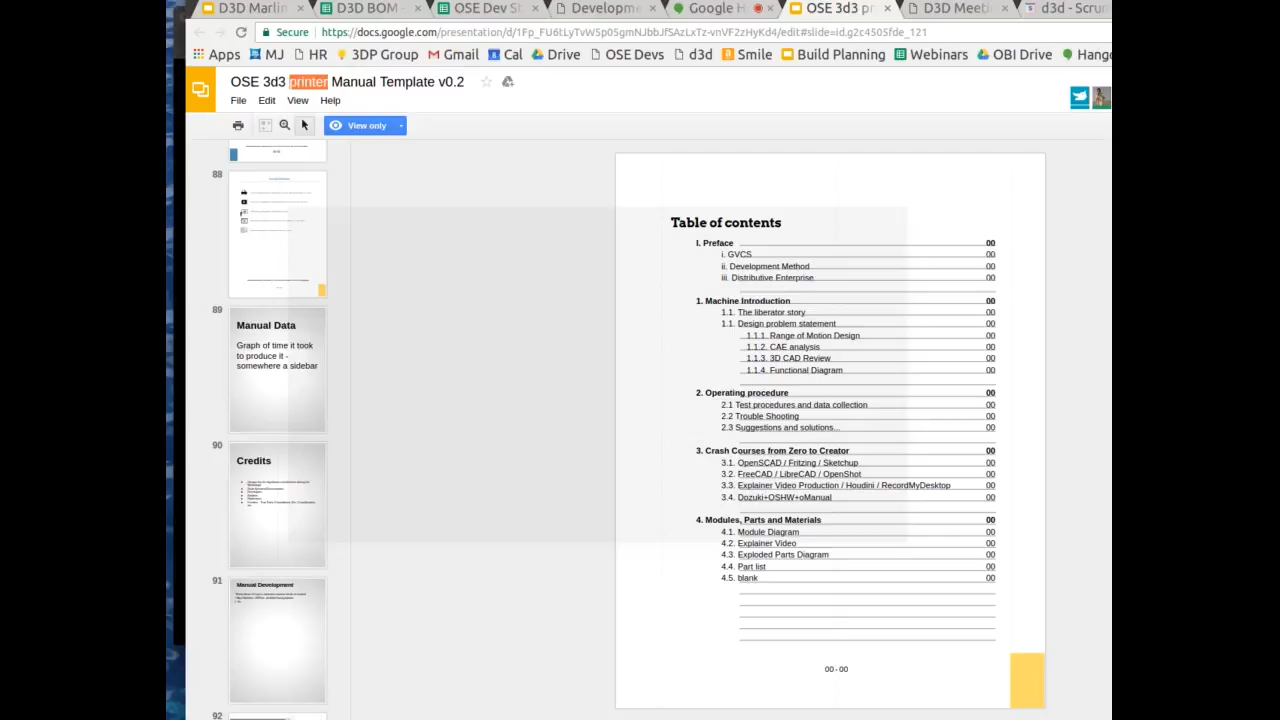 D3D Marlin
D3D BOM -
OSE Dev St
Developme
Google H
OSE 3d3 pr
D3D Meeti
d3d - Scru
Secure
https://docs.google.com/presentation/d/1Fp_FU6tLyTwW5pQ5gmNJbbJfSAzLxTz-vnVF2zHyKd4/edit#slide=id.g2c4b95fde_121
Apps MJ HR 3DP Group Gmail Cal Drive Dev Devs d3d Smile Build Planning Webinars W Drive OBI Drive Hango
OSE 3d3 printer Manual Template v0.2
File Edit View Help
View only
88
89
Manual Data
Graph of time it took
to produce it -
somewhere a sidebar
90
Credits
91
Manual Development
92
Table of contents
I. Preface 00
i. GVCS 00
ii. Development Method 00
iii. Distributive Enterprise 00
1. Machine Introduction 00
1.1. The liberator story 00
1.1. Design problem statement 00
1.1.1. Range of Motion Design 00
1.1.2. CAE analysis 00
1.1.3. 3D CAD Review 00
1.1.4. Functional Diagram 00
2. Operating procedure 00
2.1 Test procedures and data collection 00
2.2 Trouble Shooting 00
2.3 Suggestions and solutions... 00
3. Crash Courses from Zero to Creator 00
3.1. OpenSCAD / Fritzing / Sketchup 00
3.2. FreeCAD / LibreCAD / OpenShot 00
3.3. Explainer Video Production / Houdini / RecordMyDesktop 00
3.4. Dozuki+OSHW+oManual 00
4. Modules, Parts and Materials 00
4.1. Module Diagram 00
4.2. Explainer Video 00
4.3. Exploded Parts Diagram 00
4.4. Part list 00
4.5. blank 00
00 - 00